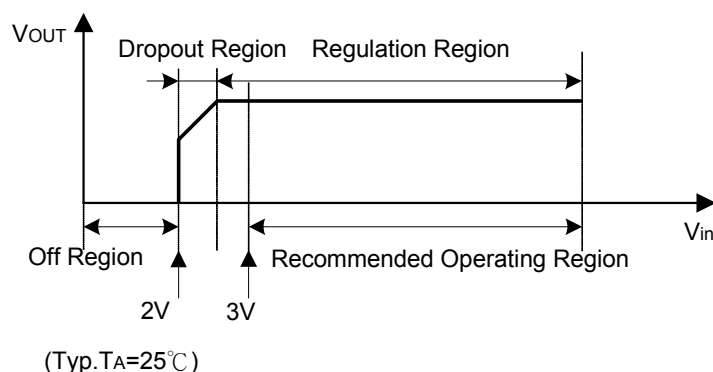 VOUT
Dropout Region
Regulation Region
Vin
Off Region
Recommended Operating Region
2V
3V
(Typ.TA=25℃)